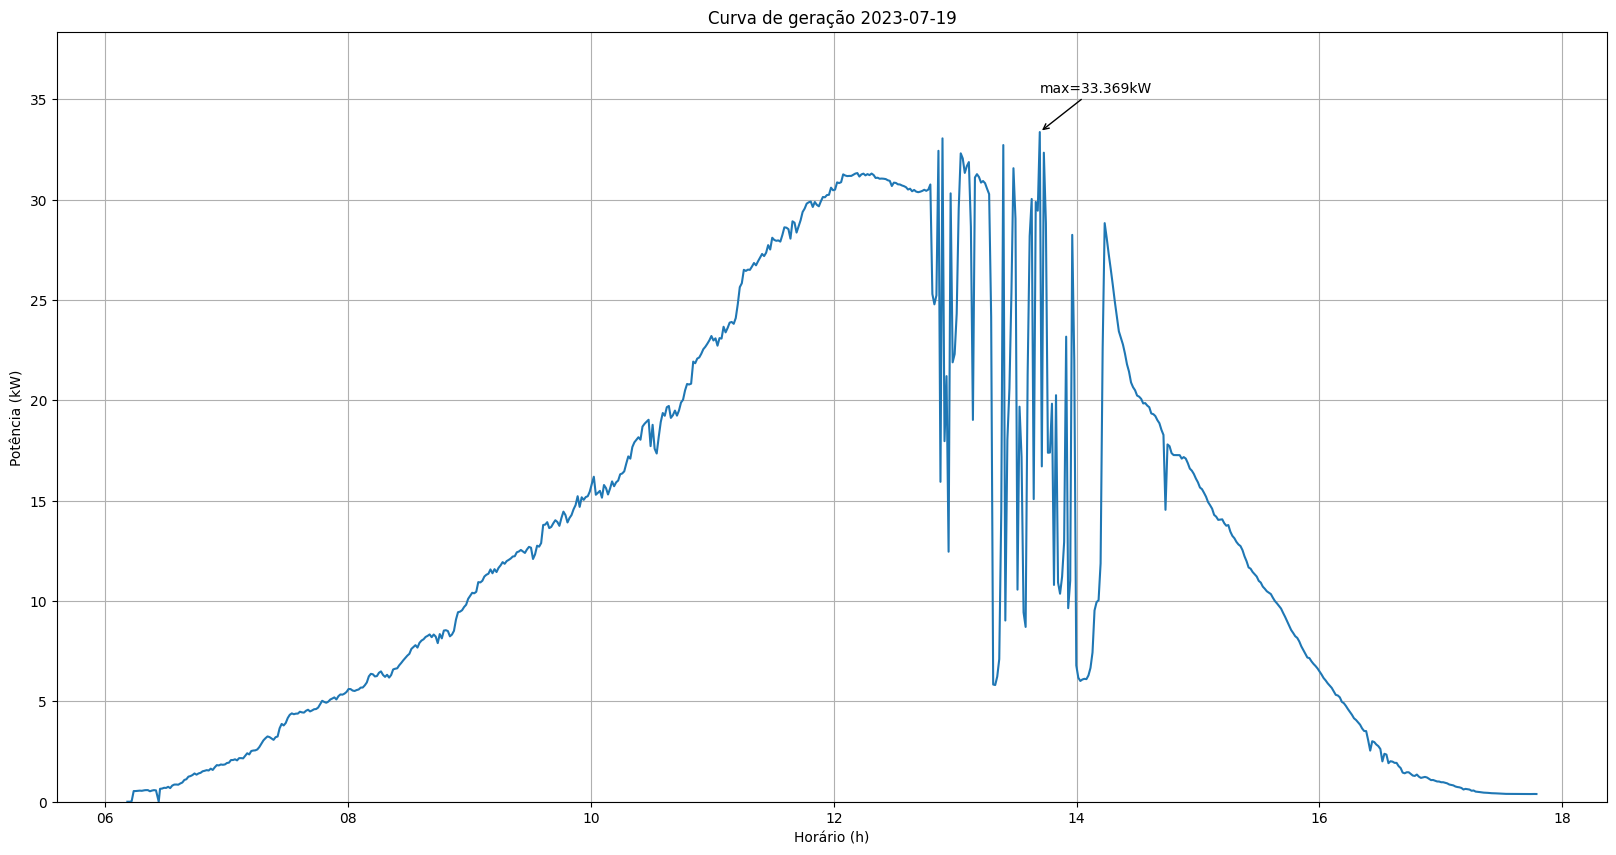 Curva de geração 2023-07-19
max=33.369kW
35
30
25
20
15
10
5
0
Potência (kW)
06 08 10 12 14 16 18
Horário (h)